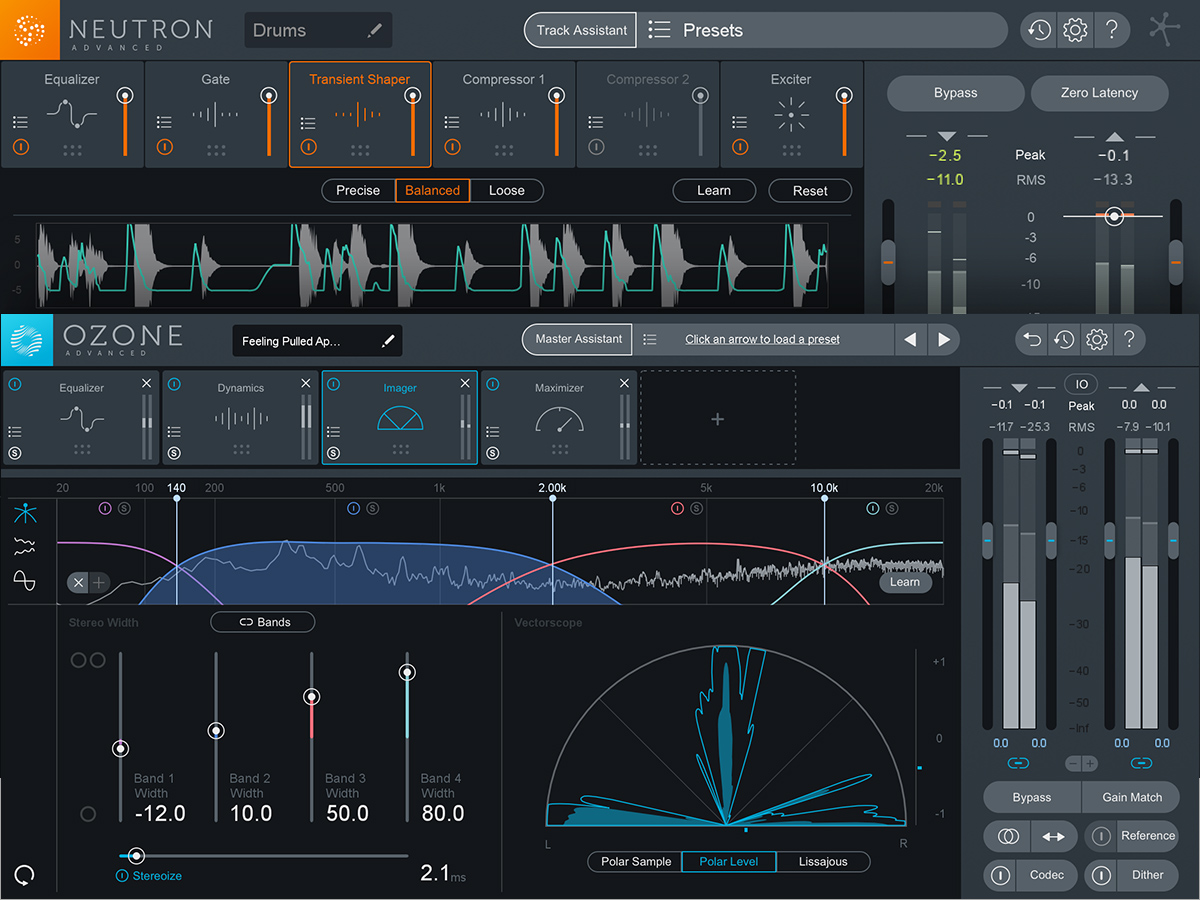 NEUTRON
ADVANCED
Drums
Track Assistant
Presets
?
Equalizer
Gate
Transient Shaper
Compressor 1
Compressor 2
Exciter
Bypass
Zero Latency
-2.5 Peak -0.1
-11.0 RMS -13.3
Precise
Balanced
Loose
Learn
Reset
5
0
-5
0
-3
-6
-10
OZONE
ADVANCED
Feeling Pulled Ap...
Master Assistant
Click an arrow to load a preset
?
Equalizer
Dynamics
Imager
Maximizer
S
S
S
S
+
IO
-0.1 -0.1 Peak 0.0 0.0
-11.7 -25.3 RMS -7.9 -10.1
20 100 140 200 500 1k 2.00k 5k 10.0k 20k
S
S
S
S
Learn
0
-3
-6
-10
-15
-20
-30
-40
-50
-Inf
0.0 0.0 0.0 0.0
Stereo Width
Bands
Band 1
Width
-12.0
Band 2
Width
10.0
Band 3
Width
50.0
Band 4
Width
80.0
Stereoize
2.1 ms
Vectorscope
+1
0
-1
L
R
Polar Sample
Polar Level
Lissajous
Bypass
Gain Match
Reference
Codec
Dither